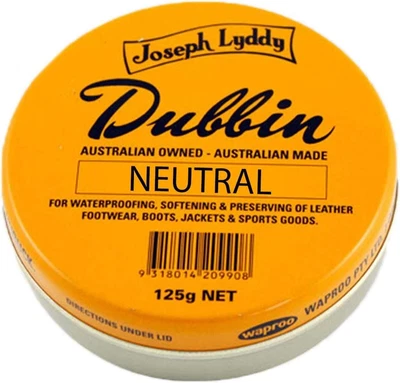 Joseph Lyddy
Dubbin
AUSTRALIAN OWNED - AUSTRALIAN MADE
NEUTRAL
FOR WATERPROOFING, SOFTENING & PRESERVING OF LEATHER
FOOTWEAR, BOOTS, JACKETS & SPORTS GOODS.
9 318014 209908
125g NET
DIRECTIONS UNDER LID
waproo
WAPROO PTY LTD